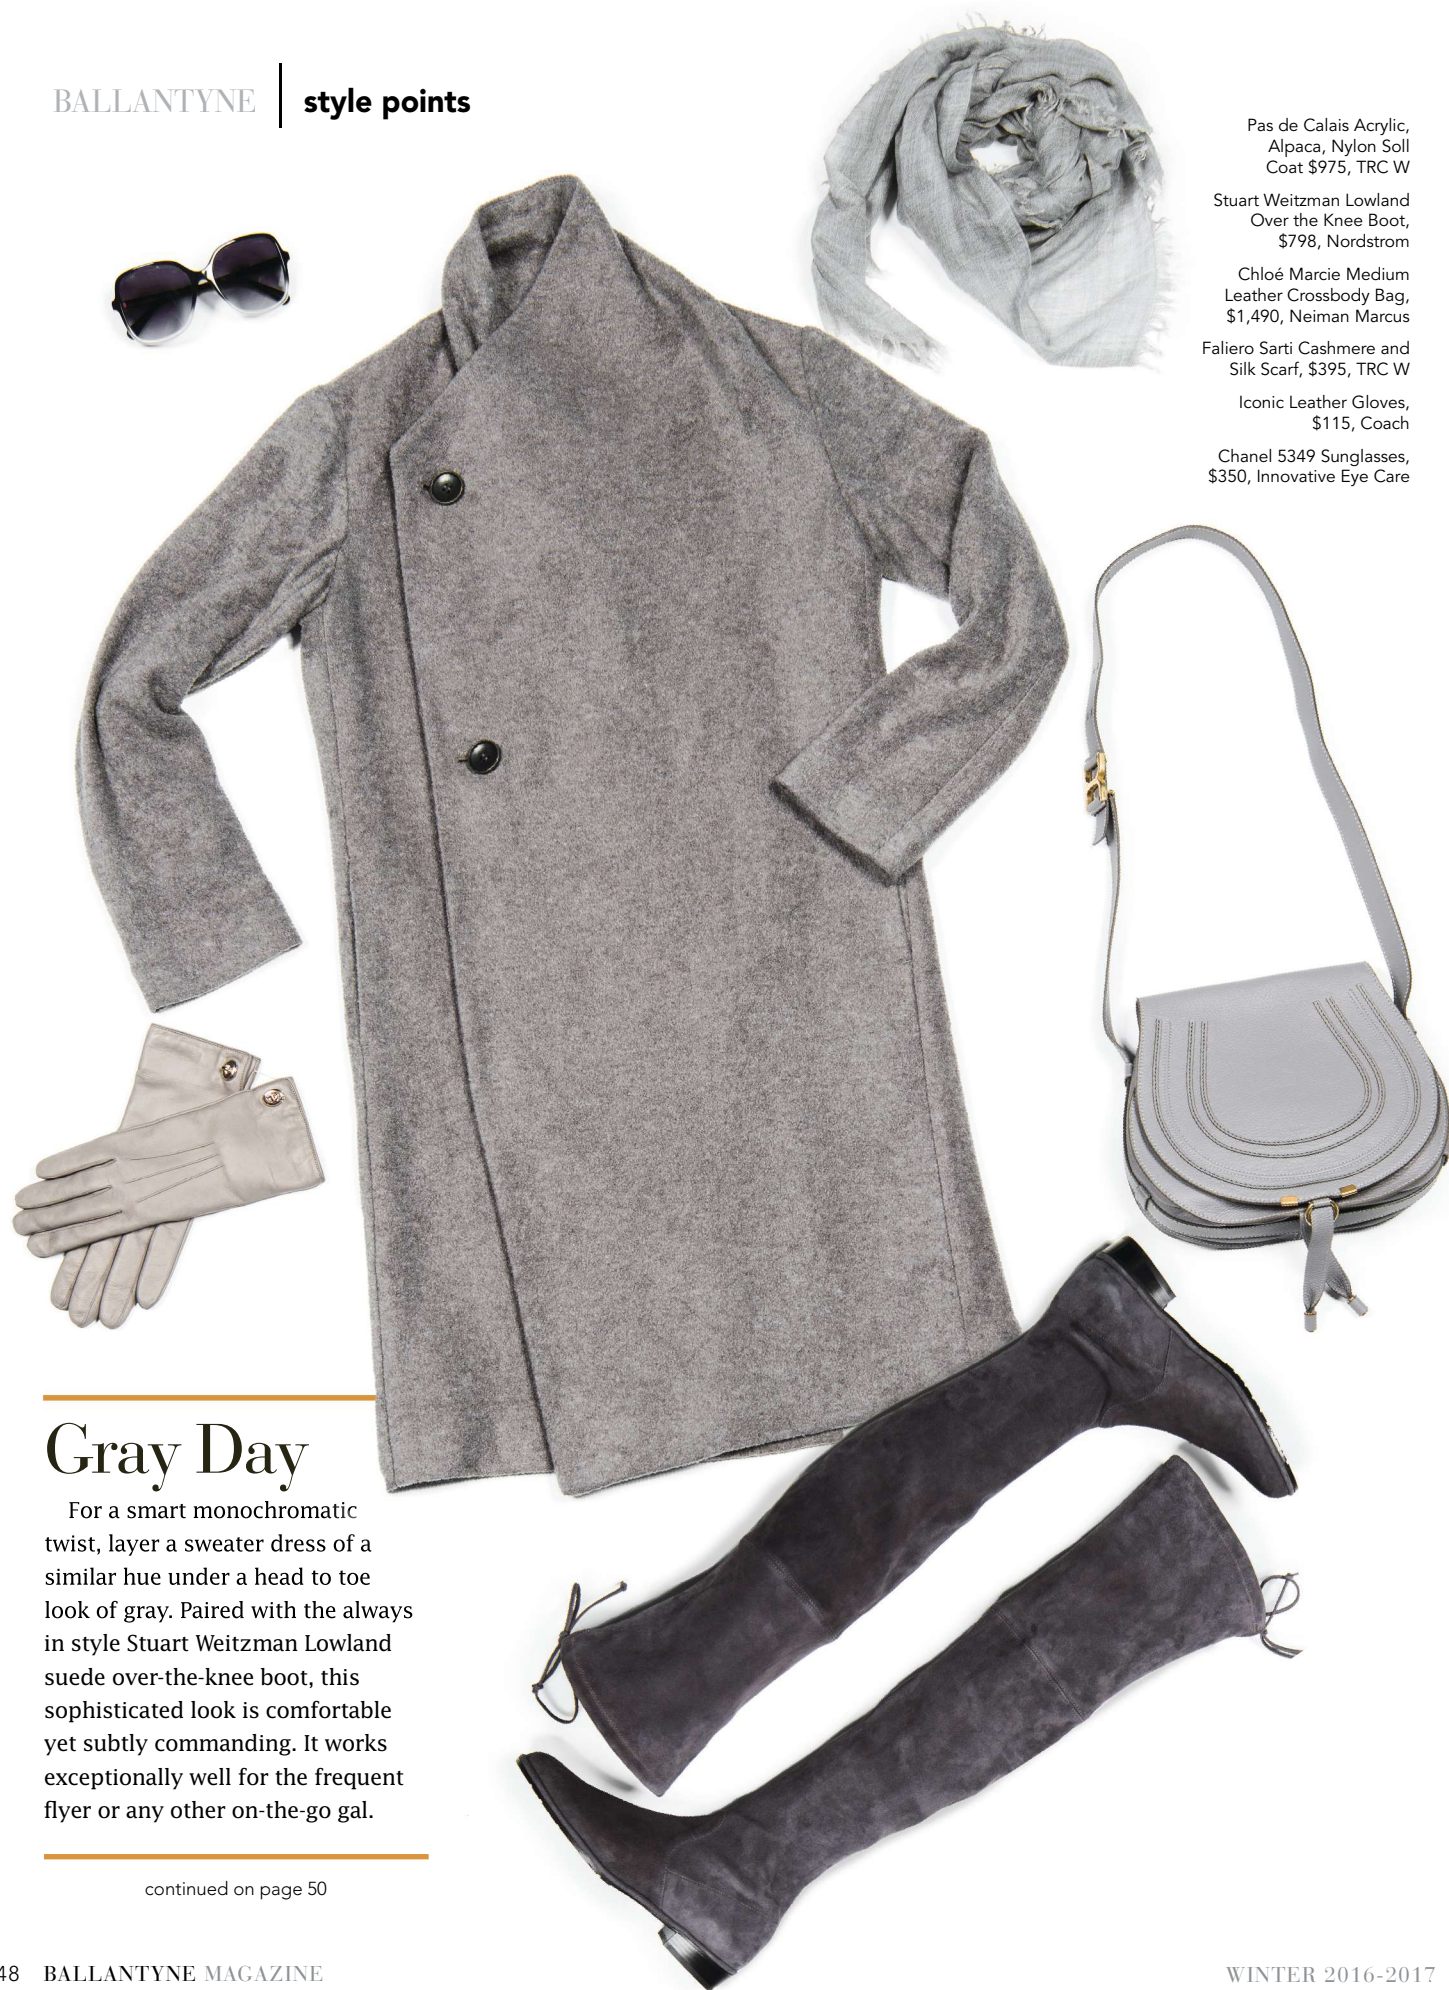 BALLANTYNE | style points
Pas de Calais Acrylic,
Alpaca, Nylon Soll
Coat $975, TRC W
Stuart Weitzman Lowland
Over the Knee Boot,
$798, Nordstrom
Chloé Marcie Medium
Leather Crossbody Bag,
$1,490, Neiman Marcus
Faliero Sarti Cashmere and
Silk Scarf, $395, TRC W
Iconic Leather Gloves,
$115, Coach
Chanel 5349 Sunglasses,
$350, Innovative Eye Care
Gray Day
For a smart monochromatic
twist, layer a sweater dress of a
similar hue under a head to toe
look of gray. Paired with the always
in style Stuart Weitzman Lowland
suede over-the-knee boot, this
sophisticated look is comfortable
yet subtly commanding. It works
exceptionally well for the frequent
flyer or any other on-the-go gal.
continued on page 50
48 BALLANTYNE MAGAZINE
WINTER 2016-2017